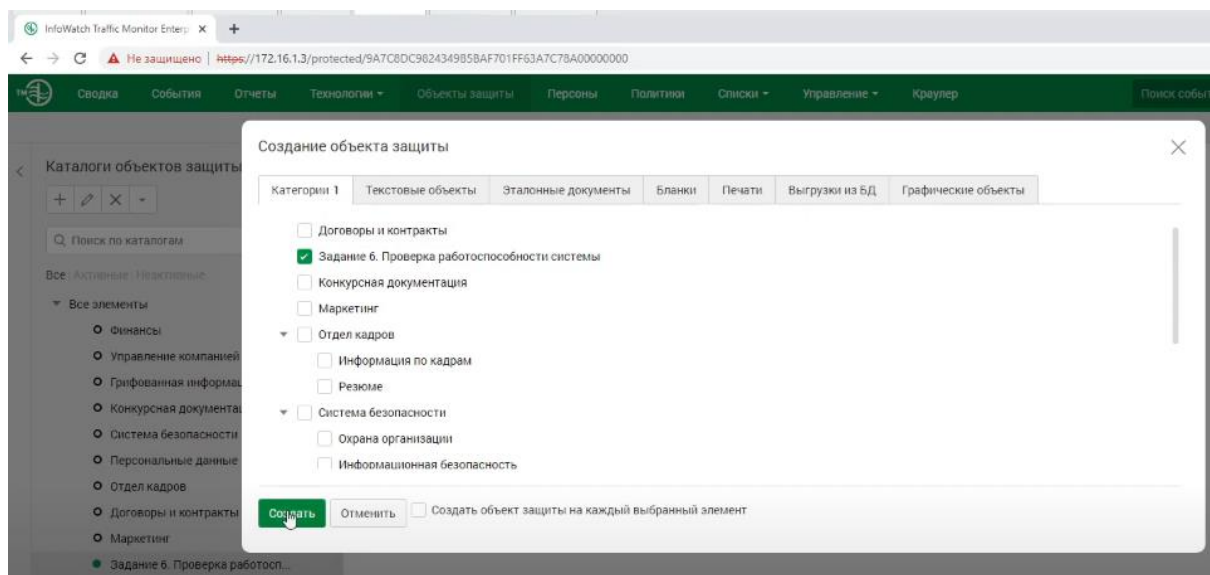 InfoWatch Traffic Monitor Enterp
Не защищено | https://172.16.1.3/protected/9A7C8DC9824349B5BAF701FF63A7C78A00000000
ТМ Сводка События Отчеты Технологии Объекты защиты Персоны Политики Списки Управление Краулер Поиск событ
Создание объекта защиты
Каталоги объектов защиты
Категории 1 Текстовые объекты Эталонные документы Бланки Печати Выгрузки из БД Графические объекты
Поиск по каталогам
Все Активные Неактивные
Все элементы
Финансы
Управление компанией
Грифованная информац
Конкурсная документац
Система безопасности
Персональные данные
Отдел кадров
Договоры и контракты
Маркетинг
Задание 6. Проверка работосп...
Договоры и контракты
Задание 6. Проверка работоспособности системы
Конкурсная документация
Маркетинг
Отдел кадров
Информация по кадрам
Резюме
Система безопасности
Охрана организации
Информационная безопасность
Создать Отменить Создать объект защиты на каждый выбранный элемент